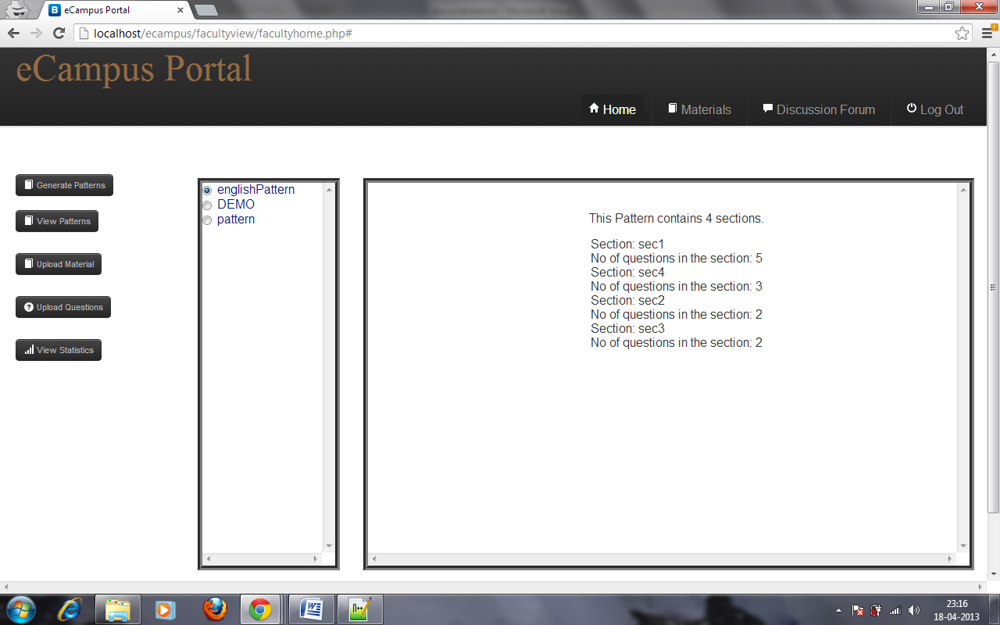 eCampus Portal
localhost/ecampus/facultyview/facultyhome.php#
eCampus Portal
Home
Materials
Discussion Forum
Log Out
Generate Patterns
View Patterns
Upload Material
Upload Questions
View Statistics
englishPattern
DEMO
pattern
This Pattern contains 4 sections.
Section: sec1
No of questions in the section: 5
Section: sec4
No of questions in the section: 3
Section: sec2
No of questions in the section: 2
Section: sec3
No of questions in the section: 2
23:16
18-04-2013